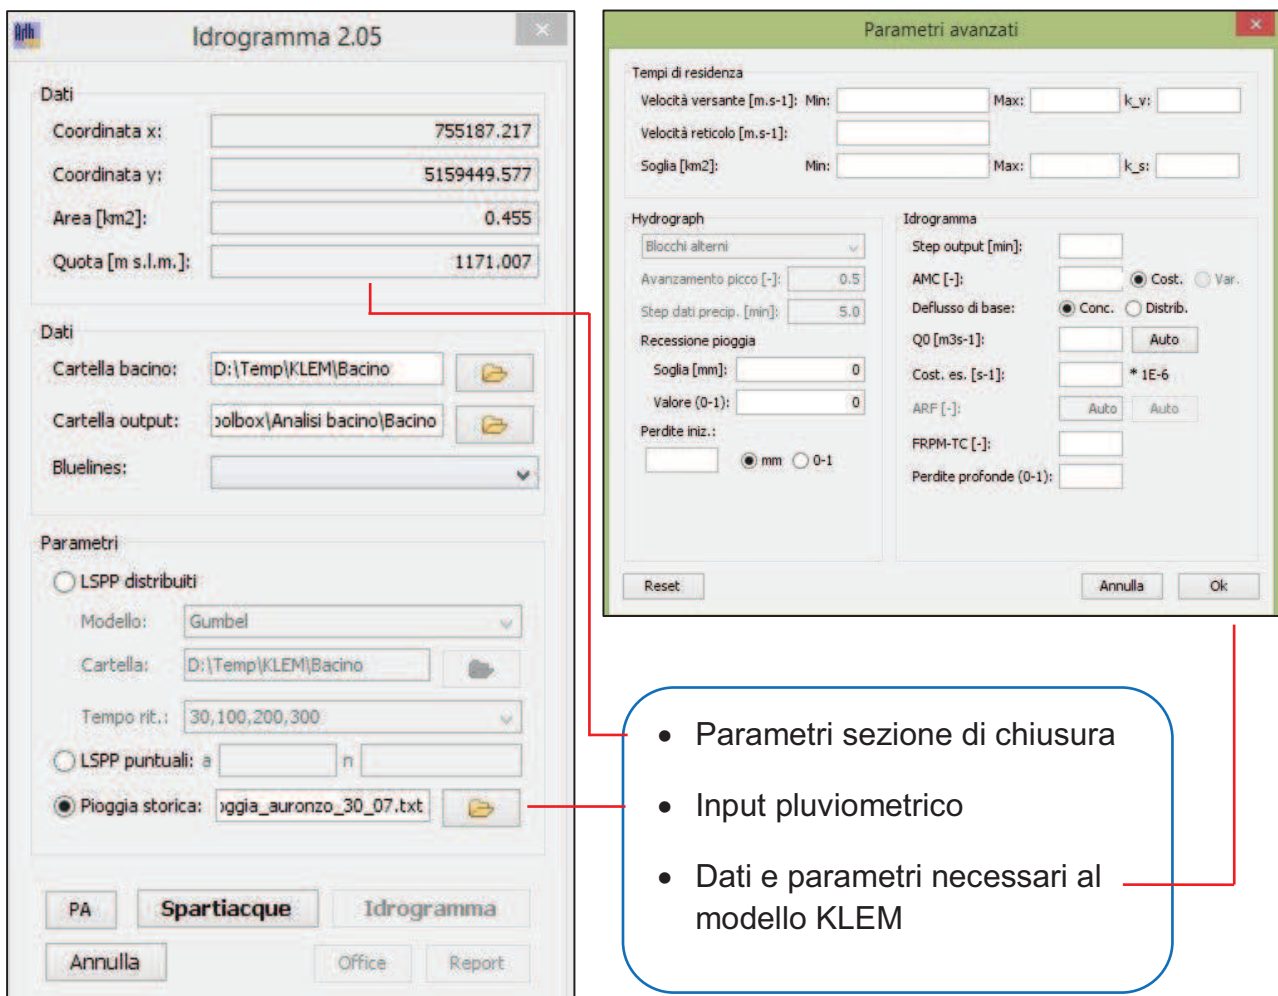 Adh
Idrogramma 2.05
Dati
Coordinata x: 755187.217
Coordinata y: 5159449.577
Area [km2]: 0.455
Quota [m s.l.m.]: 1171.007
Dati
Cartella bacino: D:\Temp\KLEM\Bacino
Cartella output: oolbox\Analisi bacino\Bacino
Bluelines:
Parametri
LSPP distribuiti
Modello: Gumbel
Cartella: D:\Temp\KLEM\Bacino
Tempo rit.: 30,100,200,300
LSPP puntuali: a n
Pioggia storica: oggia_auronzo_30_07.txt
PA Spartiacque Idrogramma
Annulla Office Report
Parametri avanzati
Tempi di residenza
Velocità versante [m.s-1]: Min: Max: k_v:
Velocità reticolo [m.s-1]:
Soglia [km2]: Min: Max: k_s:
Hydrograph
Blocchi alterni
Avanzamento picco [-]: 0.5
Step dati precip. [min]: 5.0
Recessione pioggia
Soglia [mm]: 0
Valore (0-1): 0
Perdite iniz.:
mm 0-1
Idrogramma
Step output [min]:
AMC [-]: Cost. Var.
Deflusso di base: Conc. Distrib.
Q0 [m3s-1]: Auto
Cost. es. [s-1]: * 1E-6
ARF [-]: Auto Auto
FRPM-TC [-]:
Perdite profonde (0-1):
Reset Annulla Ok
• Parametri sezione di chiusura
• Input pluviometrico
• Dati e parametri necessari al
modello KLEM